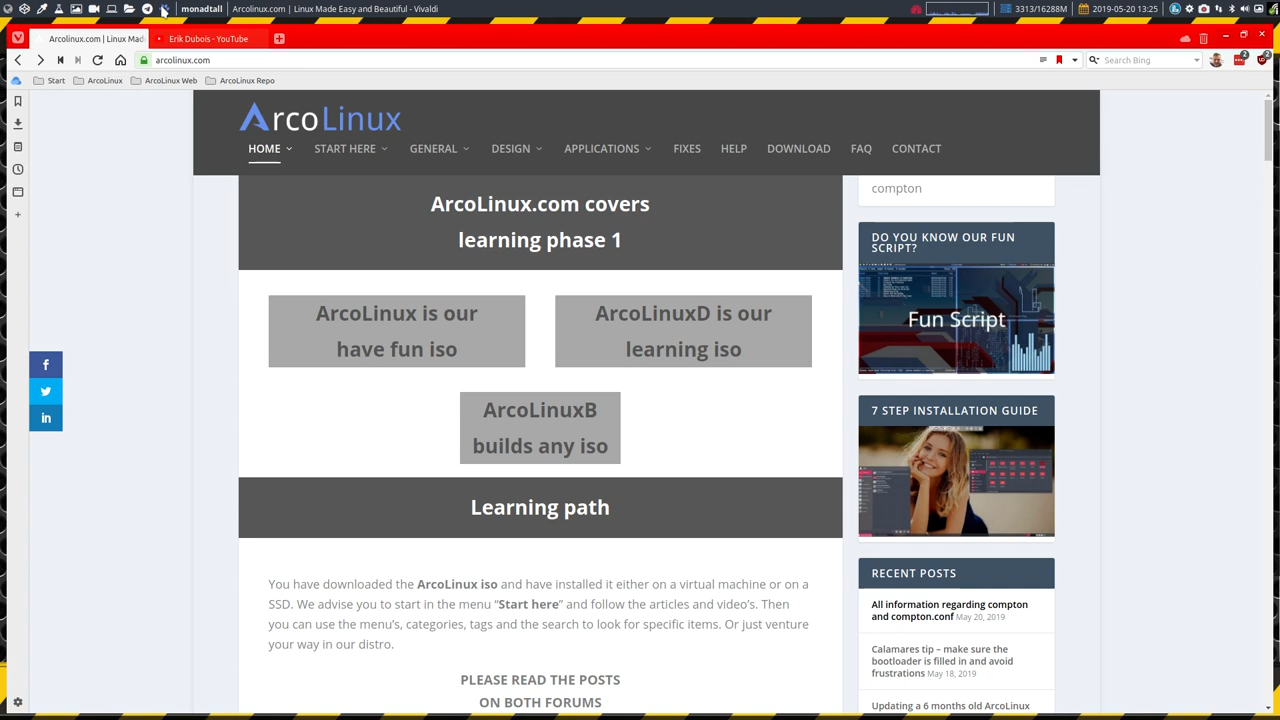 monadtall
Arcolinux.com | Linux Made Easy and Beautiful - Vivaldi
3313/16288M
2019-05-20 13:25
Arcolinux.com | Linux Mad
Erik Dubois - YouTube
arcolinux.com
Search Bing
2
2
Start
ArcoLinux
ArcoLinux Web
ArcoLinux Repo
ArcoLinux
HOME
START HERE
GENERAL
DESIGN
APPLICATIONS
FIXES
HELP
DOWNLOAD
FAQ
CONTACT
ArcoLinux.com covers
learning phase 1
ArcoLinux is our
have fun iso
ArcoLinuxD is our
learning iso
ArcoLinuxB
builds any iso
Learning path
You have downloaded the ArcoLinux iso and have installed it either on a virtual machine or on a
SSD. We advise you to start in the menu “Start here” and follow the articles and video’s. Then
you can use the menu’s, categories, tags and the search to look for specific items. Or just venture
your way in our distro.
PLEASE READ THE POSTS
ON BOTH FORUMS
compton
DO YOU KNOW OUR FUN
SCRIPT?
Fun Script
7 STEP INSTALLATION GUIDE
RECENT POSTS
All information regarding compton
and compton.conf May 20, 2019
Calamares tip – make sure the
bootloader is filled in and avoid
frustrations May 18, 2019
Updating a 6 months old ArcoLinux